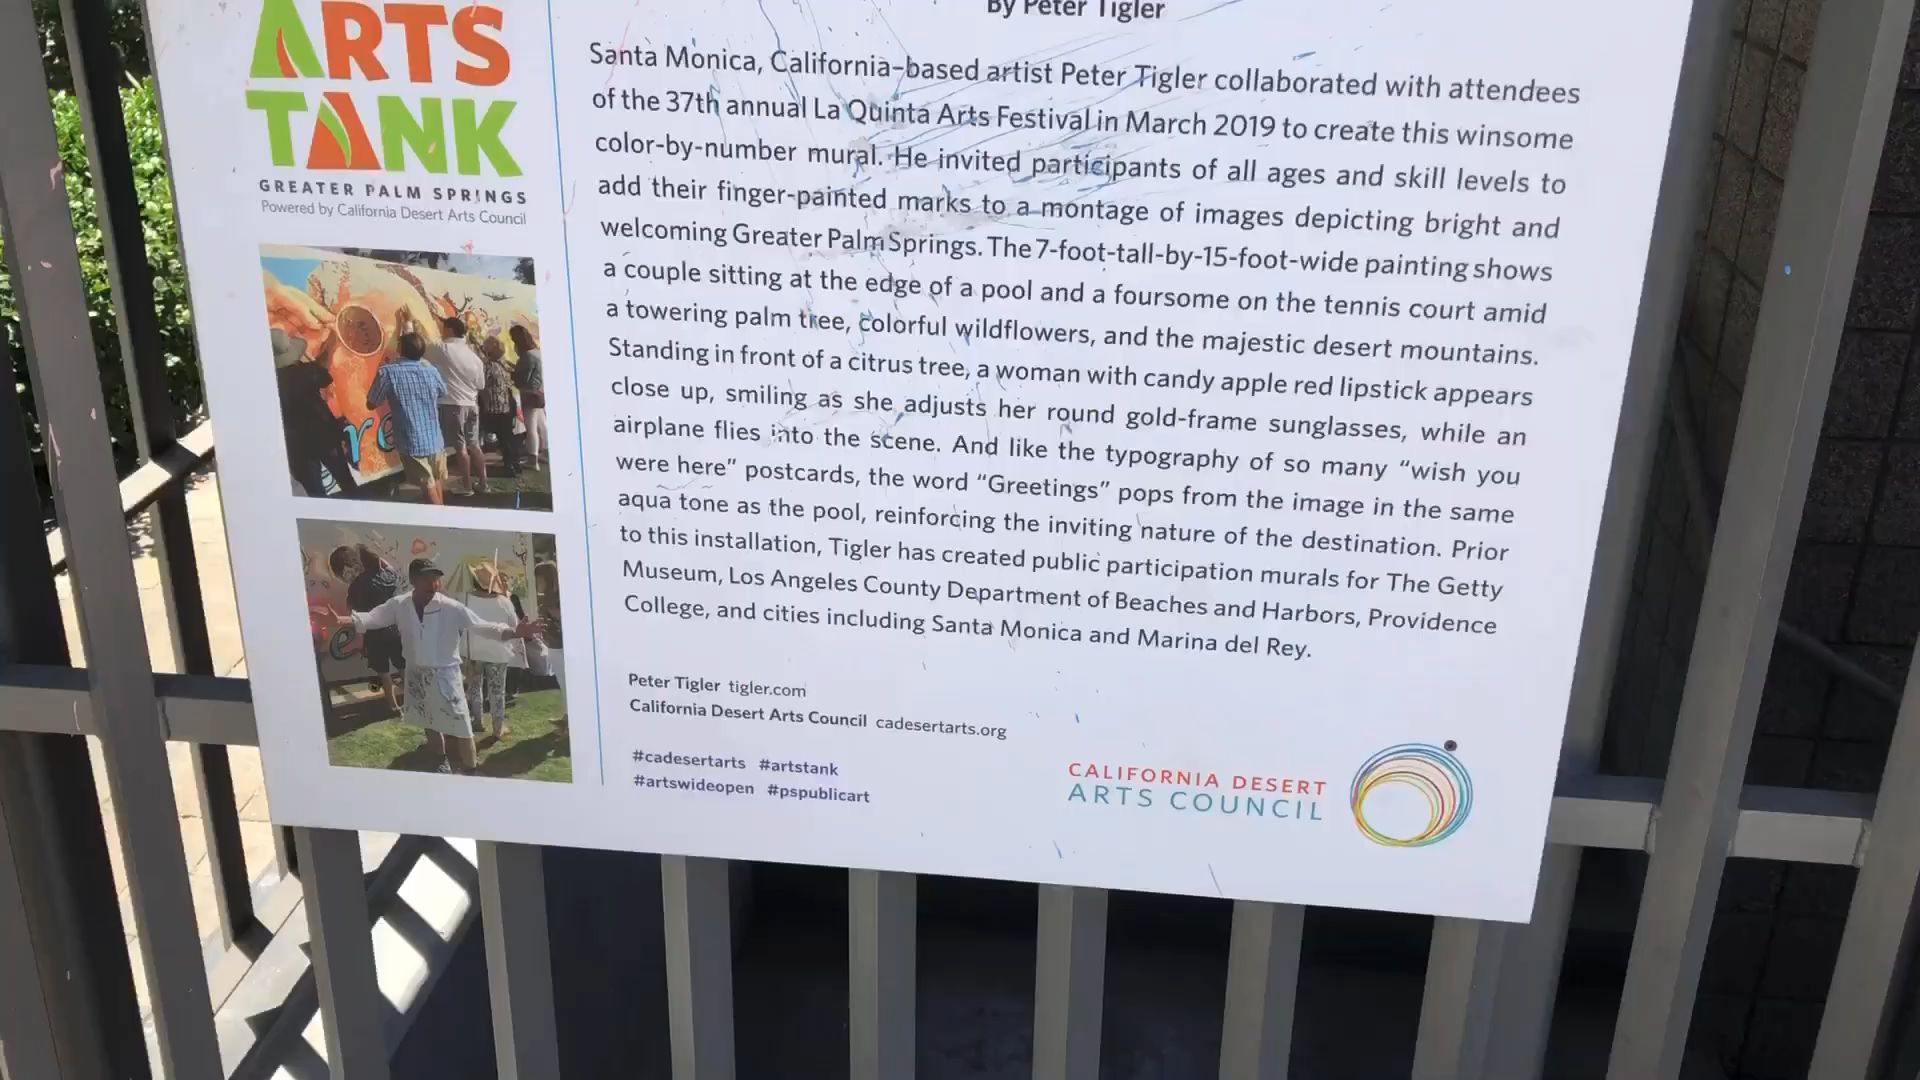 ARTS
TANK
GREATER PALM SPRINGS
Powered by California Desert Arts Council
By Peter Tigler
Santa Monica, California-based artist Peter Tigler collaborated with attendees
of the 37th annual La Quinta Arts Festival in March 2019 to create this winsome
color-by-number mural. He invited participants of all ages and skill levels to
add their finger-painted marks to a montage of images depicting bright and
welcoming Greater Palm Springs. The 7-foot-tall-by-15-foot-wide painting shows
a couple sitting at the edge of a pool and a foursome on the tennis court amid
a towering palm tree, colorful wildflowers, and the majestic desert mountains.
Standing in front of a citrus tree, a woman with candy apple red lipstick appears
close up, smiling as she adjusts her round gold-frame sunglasses, while an
airplane flies into the scene. And like the typography of so many “wish you
were here” postcards, the word “Greetings” pops from the image in the same
aqua tone as the pool, reinforcing the inviting nature of the destination. Prior
to this installation, Tigler has created public participation murals for The Getty
Museum, Los Angeles County Department of Beaches and Harbors, Providence
College, and cities including Santa Monica and Marina del Rey.
Peter Tigler tigler.com
California Desert Arts Council cadesertarts.org
#cadesertarts #artstank
#artswideopen #pspublicart
CALIFORNIA DESERT
ARTS COUNCIL